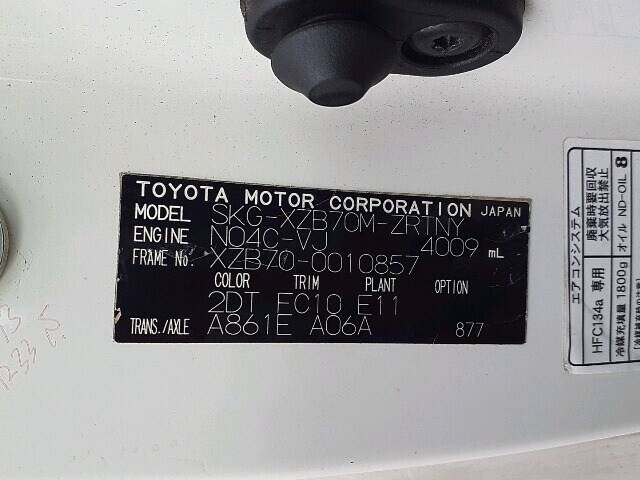 TOYOTA MOTOR CORPORATION JAPAN
MODEL SKG-XZB70M-ZRTNY
ENGINE N04C-VJ 4009 mL
FRAME No. XZB70-0010857
COLOR TRIM PLANT OPTION
2DT FC10 E11
TRANS./AXLE A861E A06A 877
エアコンシステム
廃棄時要回収
大気放出禁止
HFC134a 専用
冷媒充填量 1800g オイル ND-OIL 8